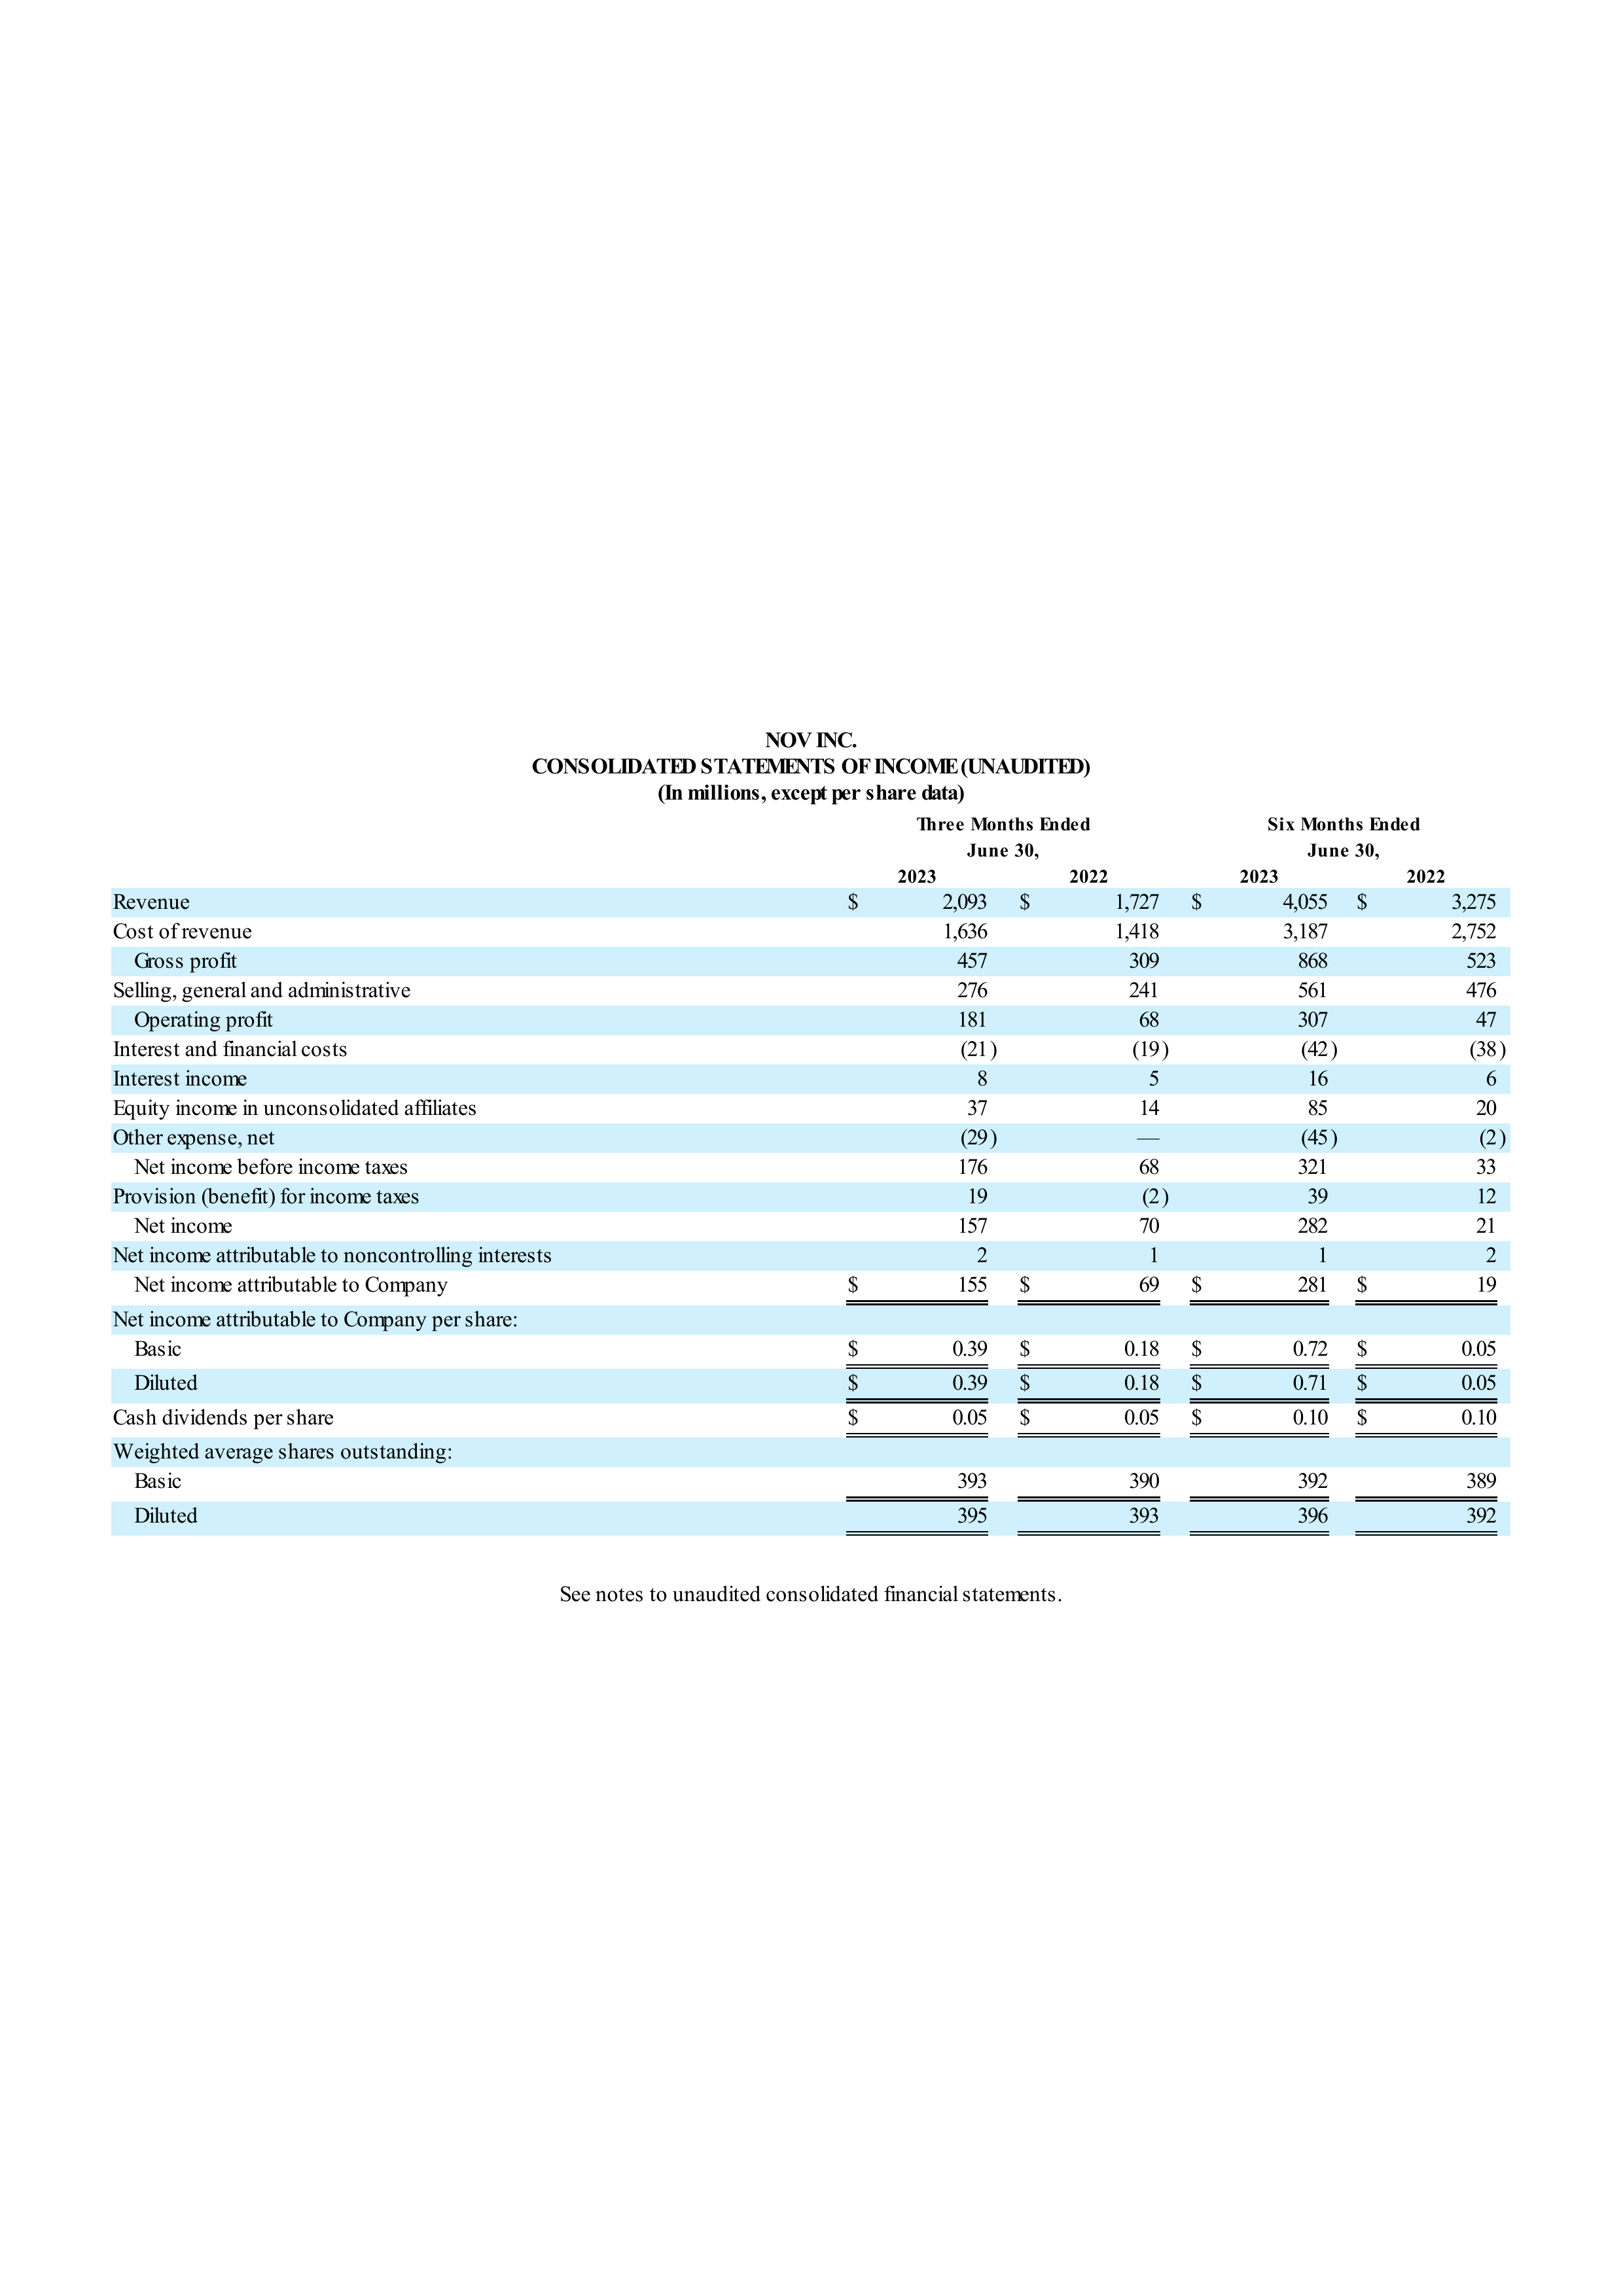 NOV INC.
CONSOLIDATED STATEMENTS OF INCOME (UNAUDITED)
(In millions, except per share data)
Three Months Ended Six Months Ended
June 30, June 30,
2023 2022 2023 2022
Revenue $ 2,093 $ 1,727 $ 4,055 $ 3,275
Cost of revenue 1,636 1,418 3,187 2,752
Gross profit 457 309 868 523
Selling, general and administrative 276 241 561 476
Operating profit 181 68 307 47
Interest and financial costs (21) (19) (42) (38)
Interest income 8 5 16 6
Equity income in unconsolidated affiliates 37 14 85 20
Other expense, net (29) — (45) (2)
Net income before income taxes 176 68 321 33
Provision (benefit) for income taxes 19 (2) 39 12
Net income 157 70 282 21
Net income attributable to noncontrolling interests 2 1 1 2
Net income attributable to Company $ 155 $ 69 $ 281 $ 19
Net income attributable to Company per share:
Basic $ 0.39 $ 0.18 $ 0.72 $ 0.05
Diluted $ 0.39 $ 0.18 $ 0.71 $ 0.05
Cash dividends per share $ 0.05 $ 0.05 $ 0.10 $ 0.10
Weighted average shares outstanding:
Basic 393 390 392 389
Diluted 395 393 396 392
See notes to unaudited consolidated financial statements.